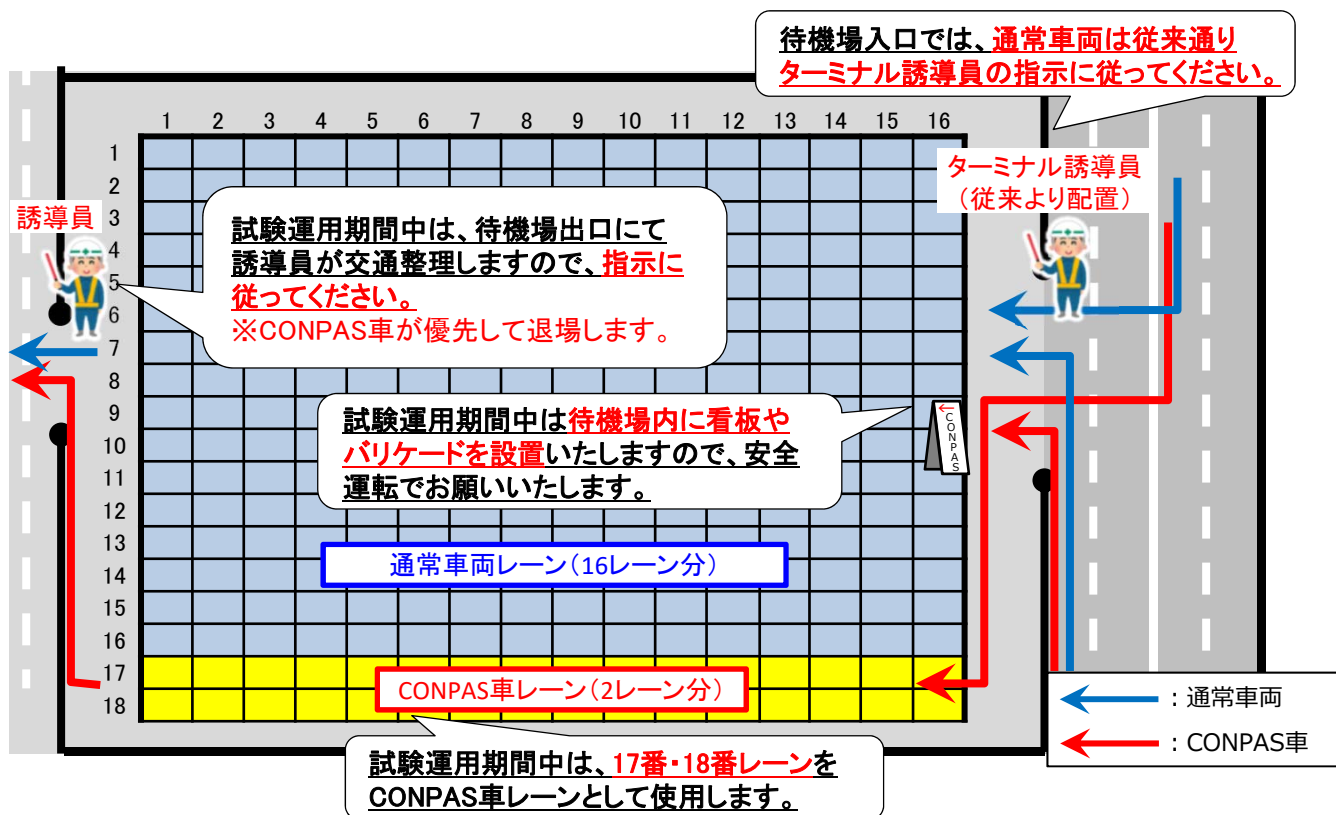 待機場入口では、通常車両は従来通り
ターミナル誘導員の指示に従ってください。
1 2 3 4 5 6 7 8 9 10 11 12 13 14 15 16
1
2
3
4
5
6
7
8
9
10
11
12
13
14
15
16
17
18
誘導員
ターミナル誘導員
（従来より配置）
試験運用期間中は、待機場出口にて
誘導員が交通整理しますので、指示に
従ってください。
※CONPAS車が優先して退場します。
試験運用期間中は待機場内に看板や
バリケードを設置いたしますので、安全
運転でお願いいたします。
←CONPAS
通常車両レーン（16レーン分）
CONPAS車レーン（2レーン分）
試験運用期間中は、17番・18番レーンを
CONPAS車レーンとして使用します。
：通常車両
：CONPAS車